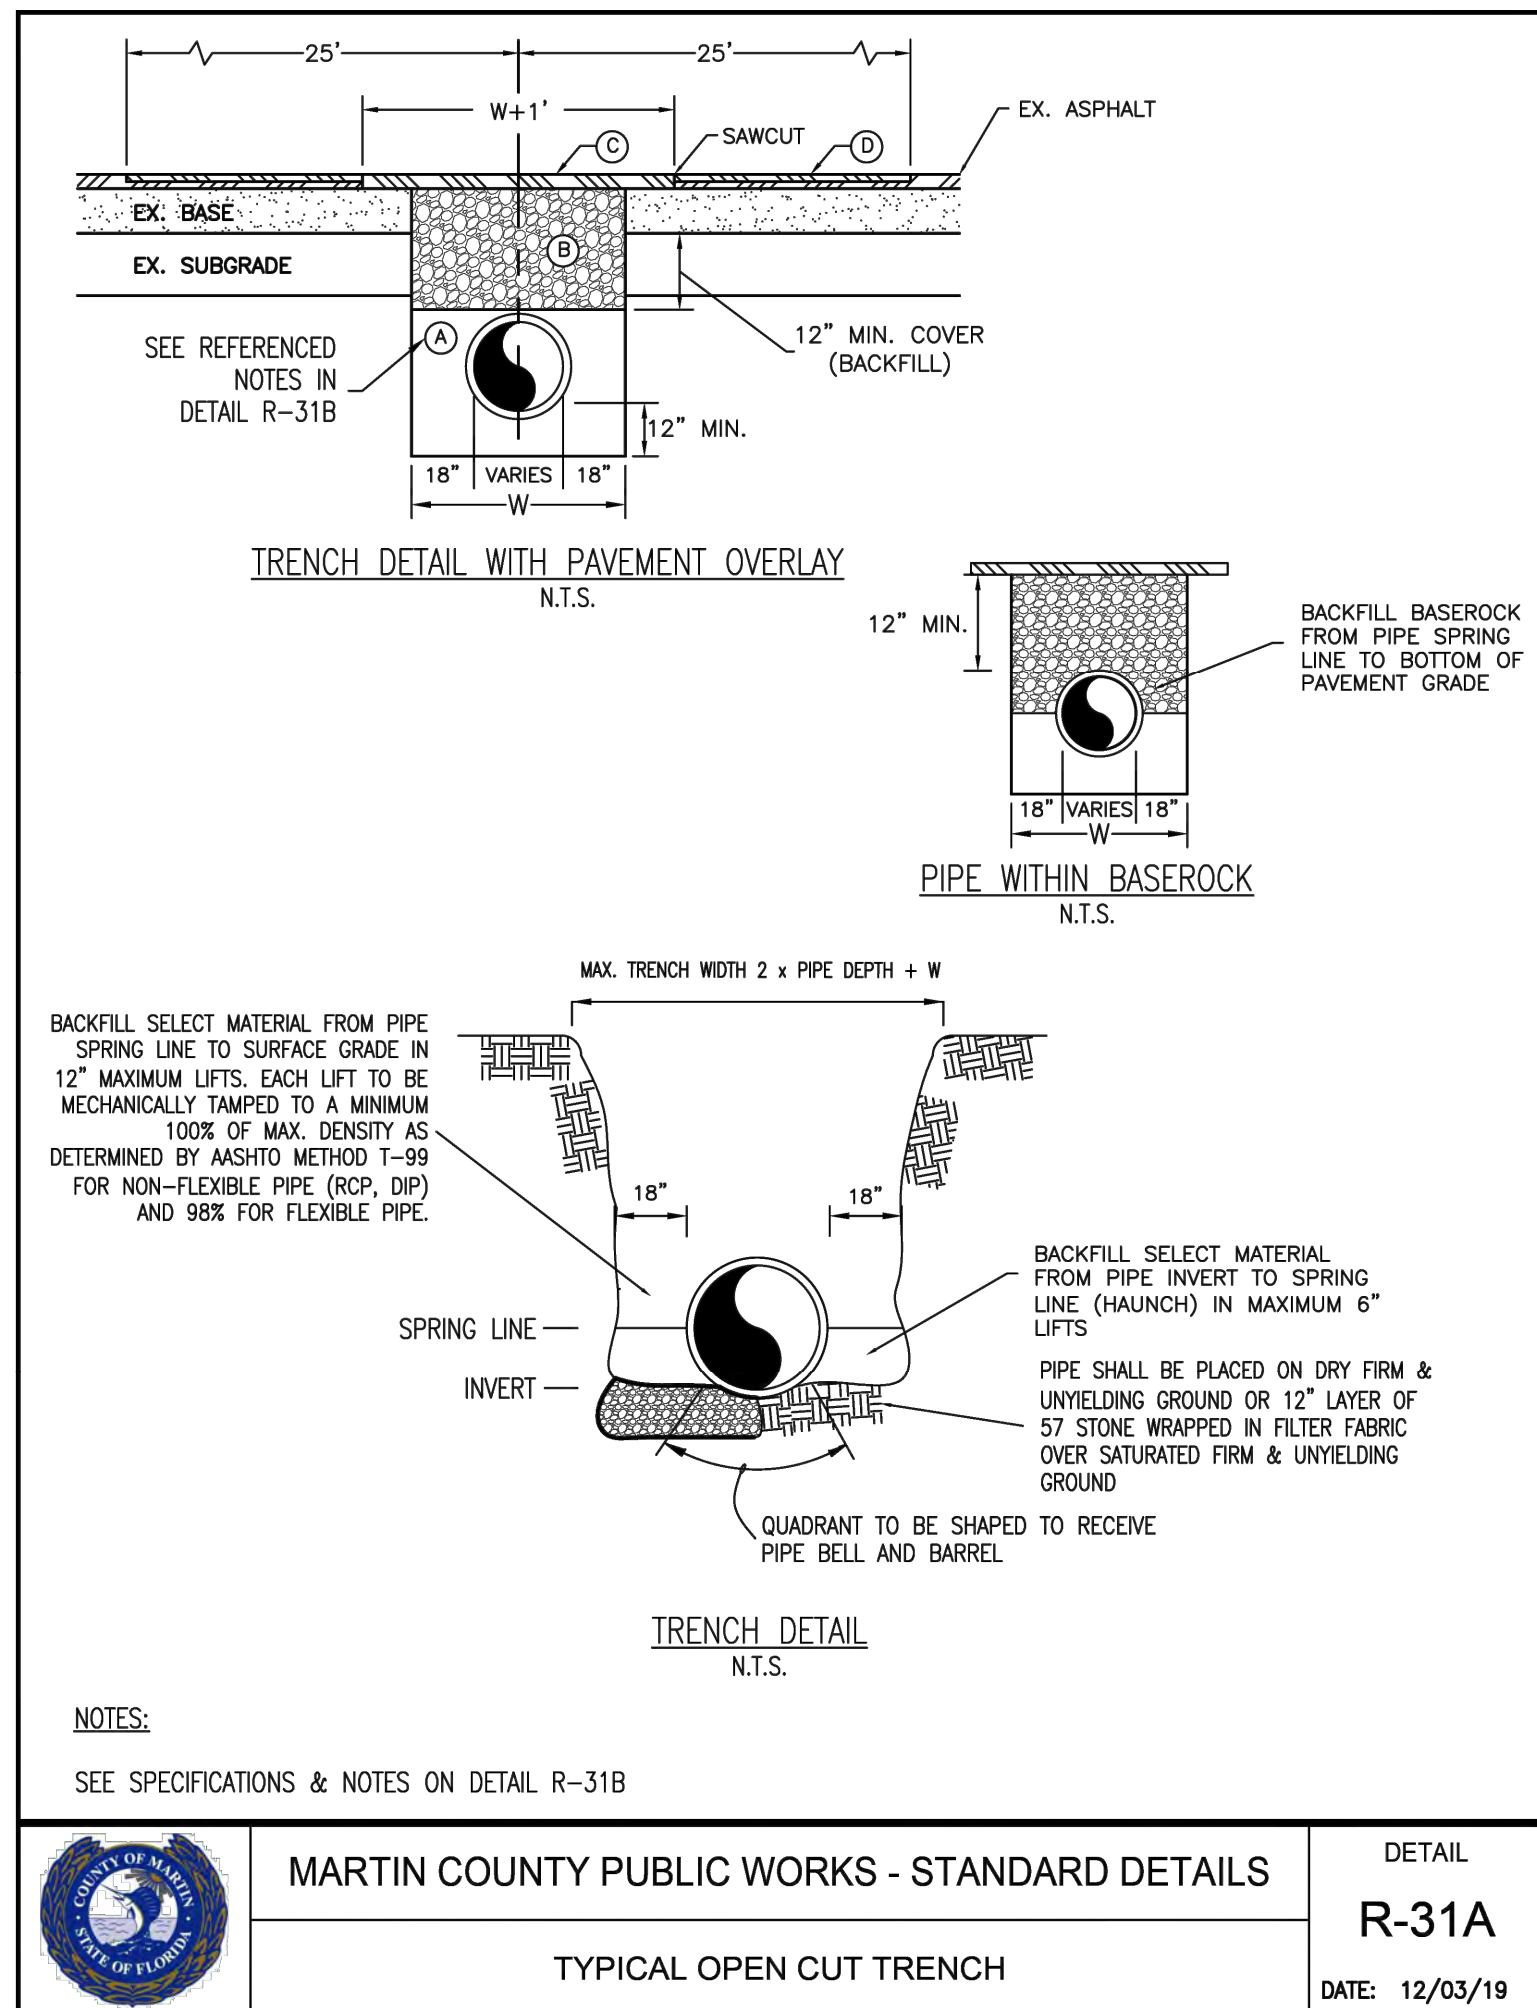 25' 25'
W+1'
EX. ASPHALT
C SAWCUT D
EX. BASE
B
EX. SUBGRADE
A
SEE REFERENCED
NOTES IN
DETAIL R-31B
12" MIN. COVER
(BACKFILL)
12" MIN.
18" VARIES 18"
W
TRENCH DETAIL WITH PAVEMENT OVERLAY
N.T.S.
12" MIN.
BACKFILL BASEROCK
FROM PIPE SPRING
LINE TO BOTTOM OF
PAVEMENT GRADE
18" VARIES 18"
W
PIPE WITHIN BASEROCK
N.T.S.
MAX. TRENCH WIDTH 2 x PIPE DEPTH + W
BACKFILL SELECT MATERIAL FROM PIPE
SPRING LINE TO SURFACE GRADE IN
12" MAXIMUM LIFTS. EACH LIFT TO BE
MECHANICALLY TAMPED TO A MINIMUM
100% OF MAX. DENSITY AS
DETERMINED BY AASHTO METHOD T-99
FOR NON-FLEXIBLE PIPE (RCP, DIP)
AND 98% FOR FLEXIBLE PIPE.
18" 18"
BACKFILL SELECT MATERIAL
FROM PIPE INVERT TO SPRING
LINE (HAUNCH) IN MAXIMUM 6"
LIFTS
SPRING LINE
INVERT
PIPE SHALL BE PLACED ON DRY FIRM &
UNYIELDING GROUND OR 12" LAYER OF
57 STONE WRAPPED IN FILTER FABRIC
OVER SATURATED FIRM & UNYIELDING
GROUND
QUADRANT TO BE SHAPED TO RECEIVE
PIPE BELL AND BARREL
TRENCH DETAIL
N.T.S.
NOTES:
SEE SPECIFICATIONS & NOTES ON DETAIL R-31B
COUNTY OF MARTIN
STATE OF FLORIDA
MARTIN COUNTY PUBLIC WORKS - STANDARD DETAILS
TYPICAL OPEN CUT TRENCH
DETAIL
R-31A
DATE: 12/03/19